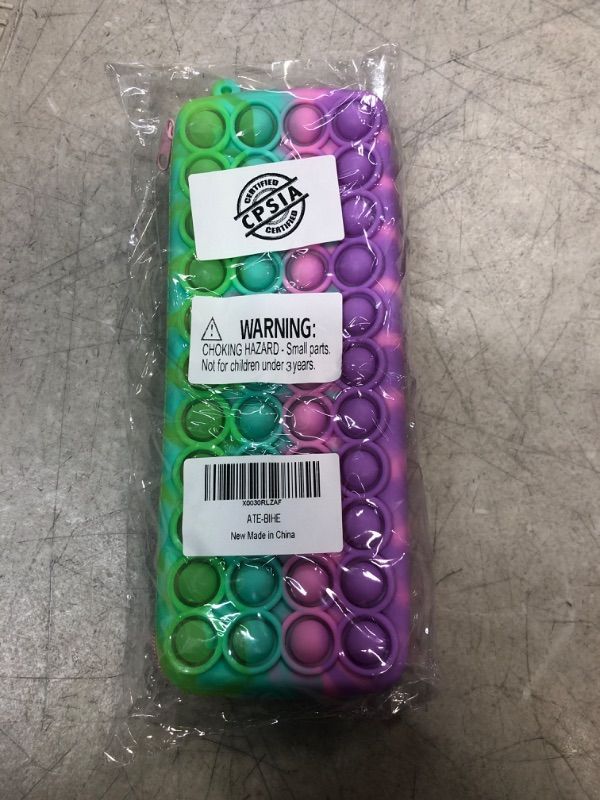 CERTIFIED
CPSIA
CERTIFIED
WARNING:
CHOKING HAZARD - Small parts.
Not for children under 3 years.
X0030RLZAF
ATE-BIHE
New Made in China